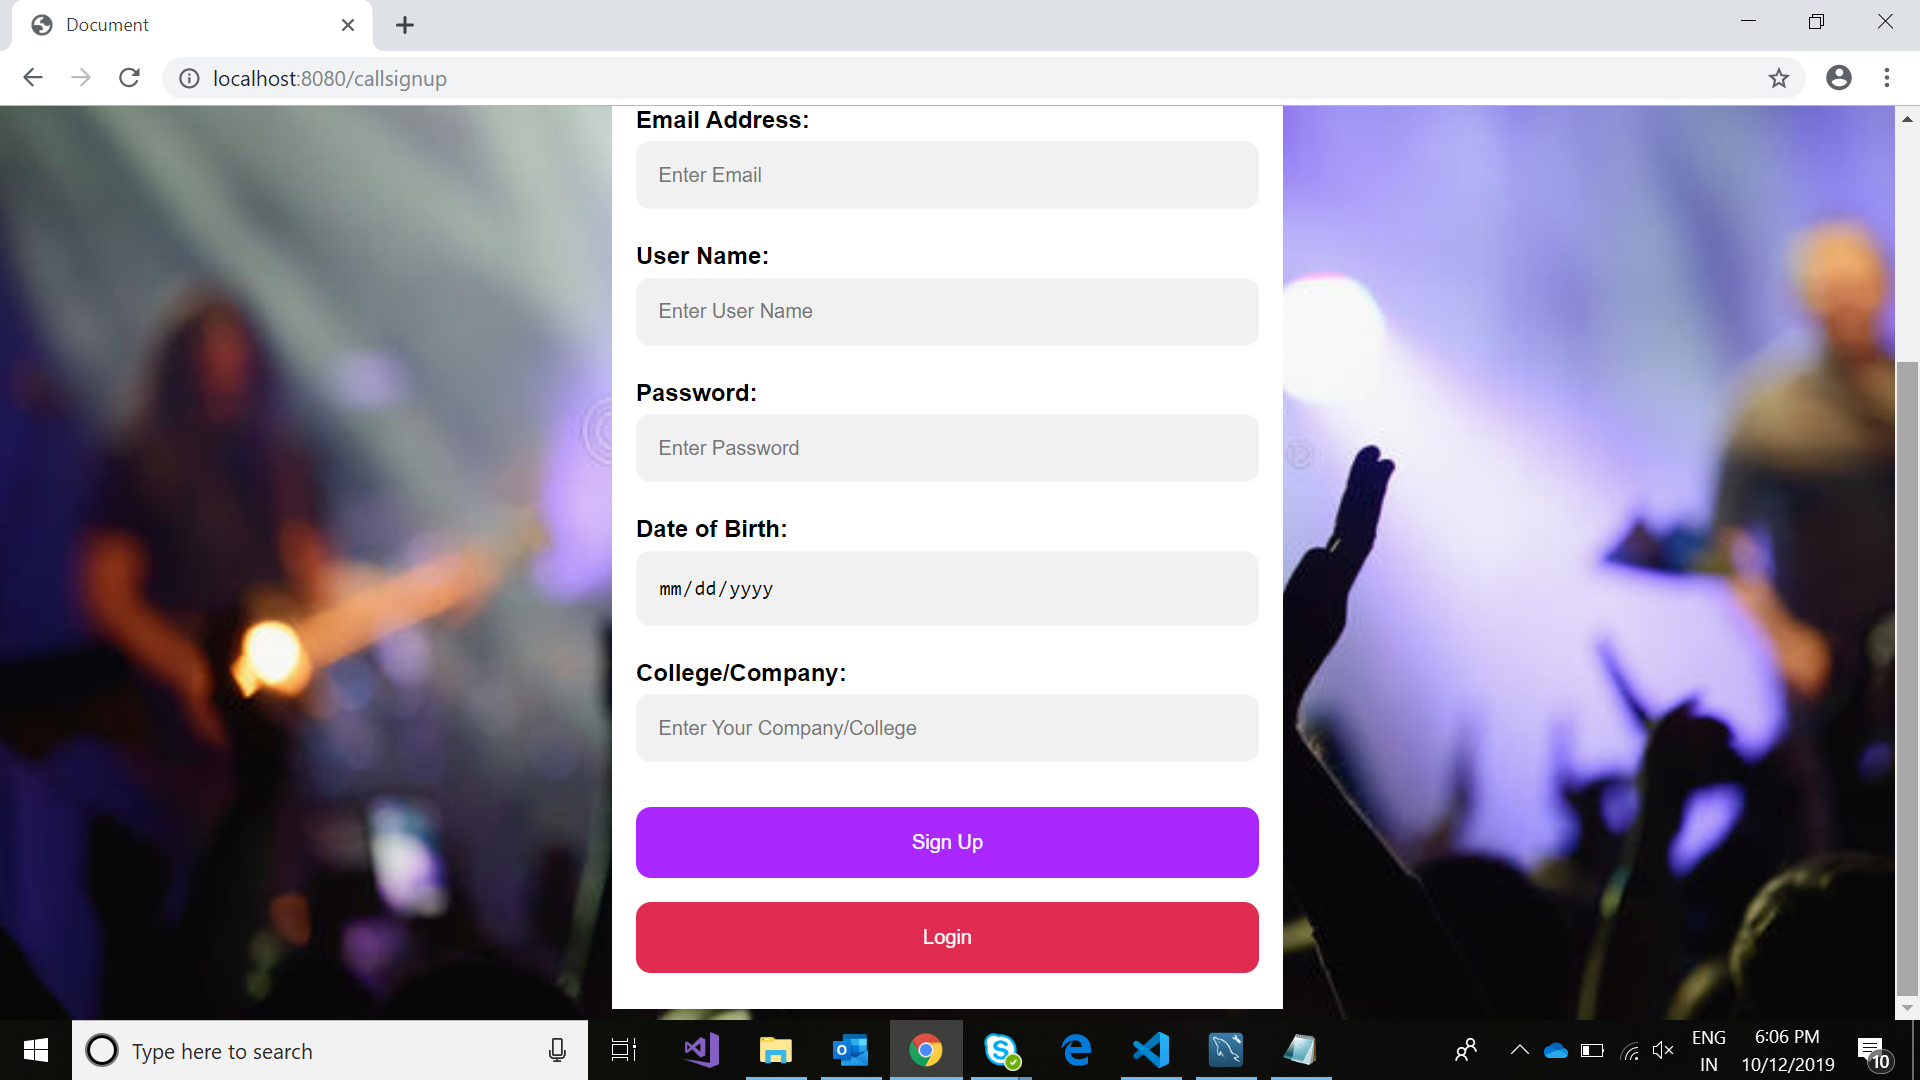 Document
localhost:8080/callsignup
Email Address:
Enter Email
User Name:
Enter User Name
Password:
Enter Password
Date of Birth:
mm/dd/yyyy
College/Company:
Enter Your Company/College
Sign Up
Login
Type here to search
ENG
IN
6:06 PM
10/12/2019
10